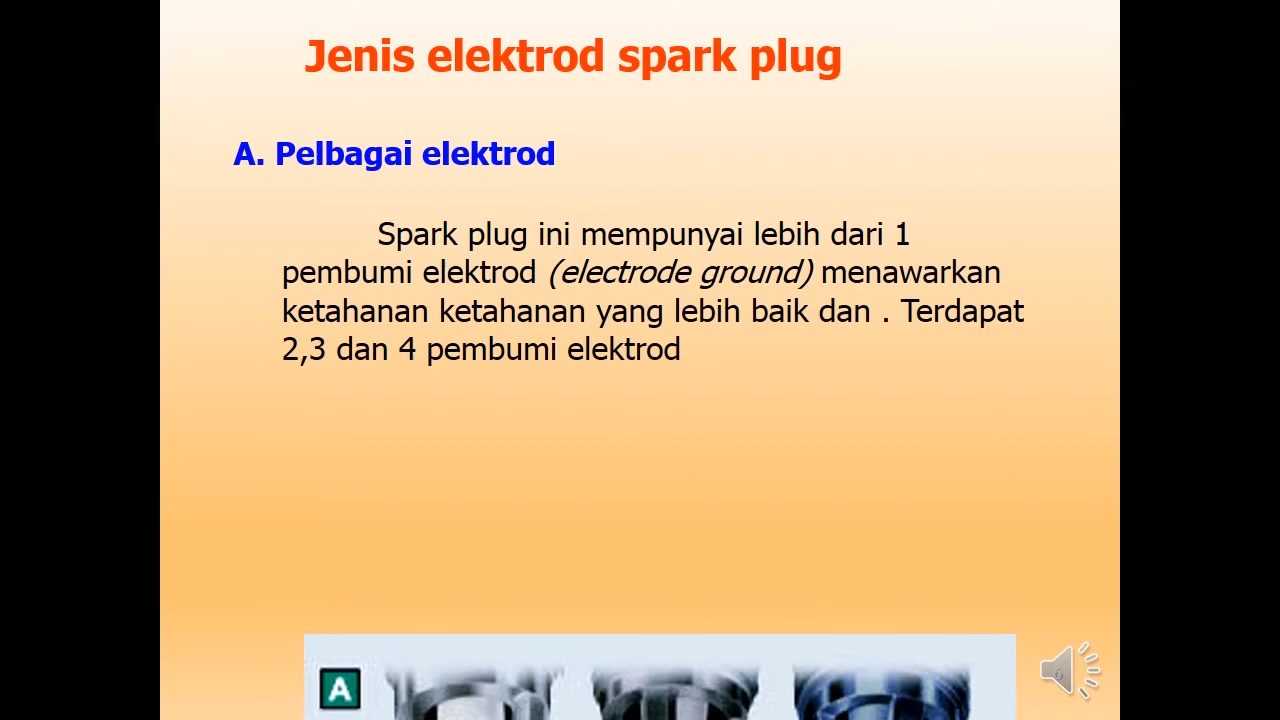 Jenis elektrod spark plug
A. Pelbagai elektrod
Spark plug ini mempunyai lebih dari 1
pembumi elektrod (electrode ground) menawarkan
ketahanan ketahanan yang lebih baik dan . Terdapat
2,3 dan 4 pembumi elektrod
A
6